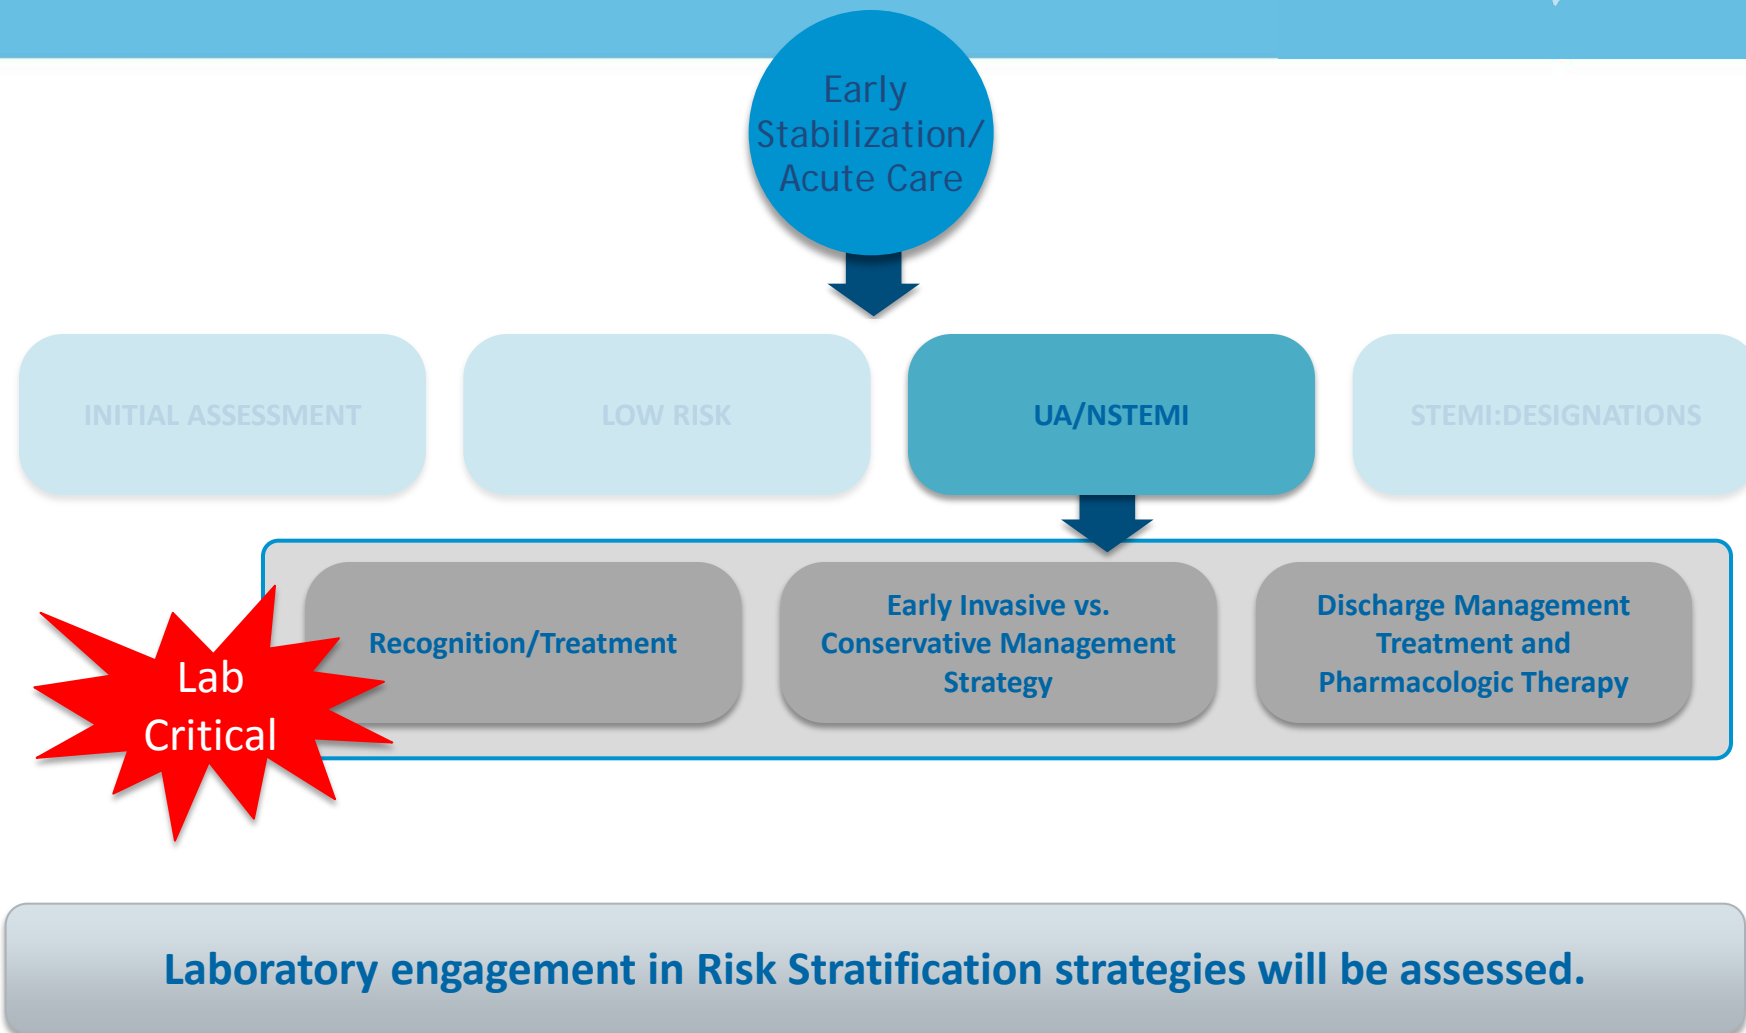 Early
Stabilization/
Acute Care
INITIAL ASSESSMENT
LOW RISK
UA/NSTEMI
STEMI:DESIGNATIONS
Lab
Critical
Recognition/Treatment
Early Invasive vs.
Conservative Management
Strategy
Discharge Management
Treatment and
Pharmacologic Therapy
Laboratory engagement in Risk Stratification strategies will be assessed.